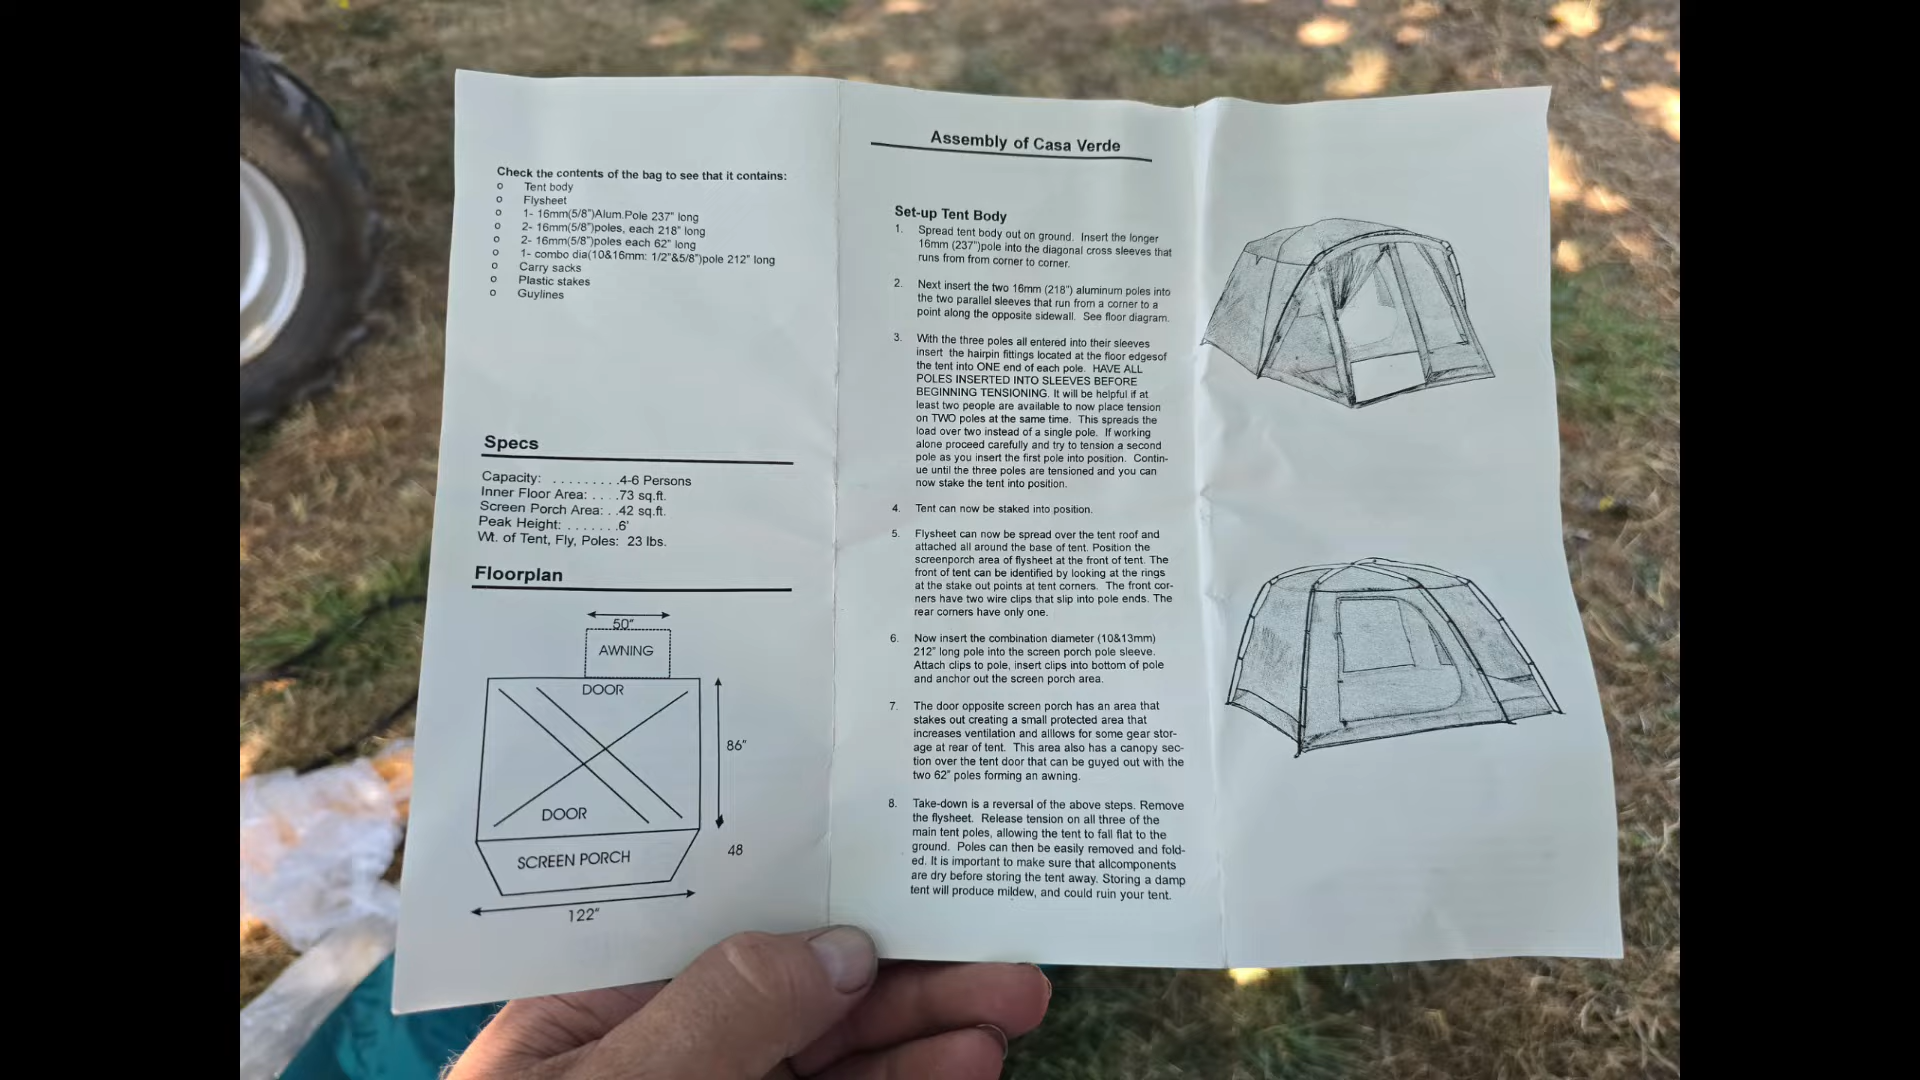 Check the contents of the bag to see that it contains:
o Tent body
o Flysheet
o 1- 16mm(5/8")Alum.Pole 237" long
o 2- 16mm(5/8")poles, each 218" long
o 2- 16mm(5/8")poles each 62" long
o 1- combo dia(10&16mm: 1/2"&5/8")pole 212" long
o Carry sacks
o Plastic stakes
o Guylines
Specs
Capacity: . . . . . . . . .4-6 Persons
Inner Floor Area: . . . .73 sq.ft.
Screen Porch Area: . .42 sq.ft.
Peak Height: . . . . . . .6'
Wt. of Tent, Fly, Poles: 23 lbs.
Floorplan
50"
AWNING
DOOR
86"
DOOR
SCREEN PORCH
48
122"
Assembly of Casa Verde
Set-up Tent Body
1. Spread tent body out on ground. Insert the longer
16mm (237")pole into the diagonal cross sleeves that
runs from from corner to corner.
2. Next insert the two 16mm (218") aluminum poles into
the two parallel sleeves that run from a corner to a
point along the opposite sidewall. See floor diagram.
3. With the three poles all entered into their sleeves
insert the hairpin fittings located at the floor edgesof
the tent into ONE end of each pole. HAVE ALL
POLES INSERTED INTO SLEEVES BEFORE
BEGINNING TENSIONING. It will be helpful if at
least two people are available to now place tension
on TWO poles at the same time. This spreads the
load over two instead of a single pole. If working
alone proceed carefully and try to tension a second
pole as you insert the first pole into position. Contin-
ue until the three poles are tensioned and you can
now stake the tent into position.
4. Tent can now be staked into position.
5. Flysheet can now be spread over the tent roof and
attached all around the base of tent. Position the
screenporch area of flysheet at the front of tent. The
front of tent can be identified by looking at the rings
at the stake out points at tent corners. The front cor-
ners have two wire clips that slip into pole ends. The
rear corners have only one.
6. Now insert the combination diameter (10&13mm)
212" long pole into the screen porch pole sleeve.
Attach clips to pole, insert clips into bottom of pole
and anchor out the screen porch area.
7. The door opposite screen porch has an area that
stakes out creating a small protected area that
increases ventilation and alllows for some gear stor-
age at rear of tent. This area also has a canopy sec-
tion over the tent door that can be guyed out with the
two 62" poles forming an awning.
8. Take-down is a reversal of the above steps. Remove
the flysheet. Release tension on all three of the
main tent poles, allowing the tent to fall flat to the
ground. Poles can then be easily removed and fold-
ed. It is important to make sure that allcomponents
are dry before storing the tent away. Storing a damp
tent will produce mildew, and could ruin your tent.